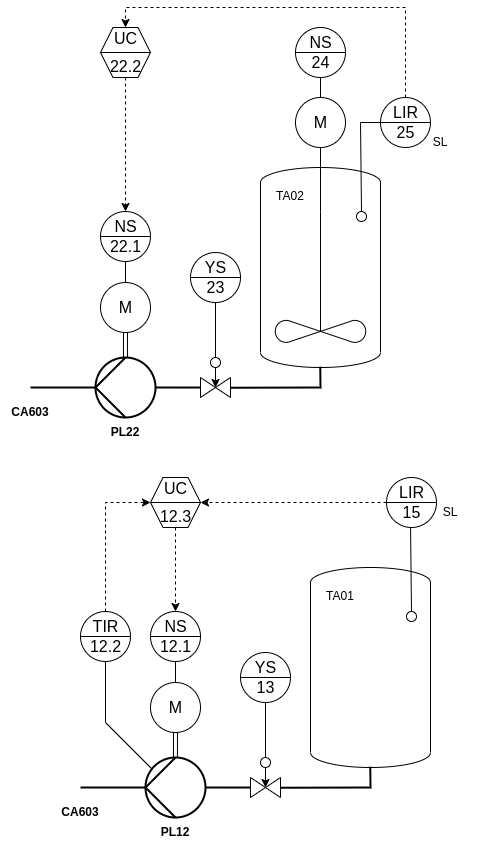 UC
22.2
NS
24
M
LIR
25
SL
TA02
NS
22.1
YS
23
M
CA603
PL22
UC
12.3
LIR
15
SL
TA01
TIR
12.2
NS
12.1
YS
13
M
CA603
PL12